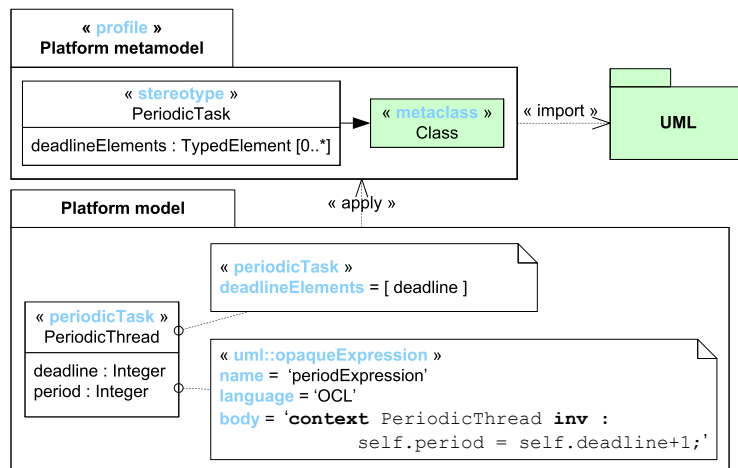 « profile »
Platform metamodel
« stereotype »
PeriodicTask
deadlineElements : TypedElement [0..*]
« metaclass »
Class
« import »
UML
« apply »
Platform model
« periodicTask »
deadlineElements = [ deadline ]
« periodicTask »
PeriodicThread
deadline : Integer
period : Integer
« uml::opaqueExpression »
name = ‘periodExpression’
language = ‘OCL’
body = ‘context PeriodicThread inv :
self.period = self.deadline+1;’